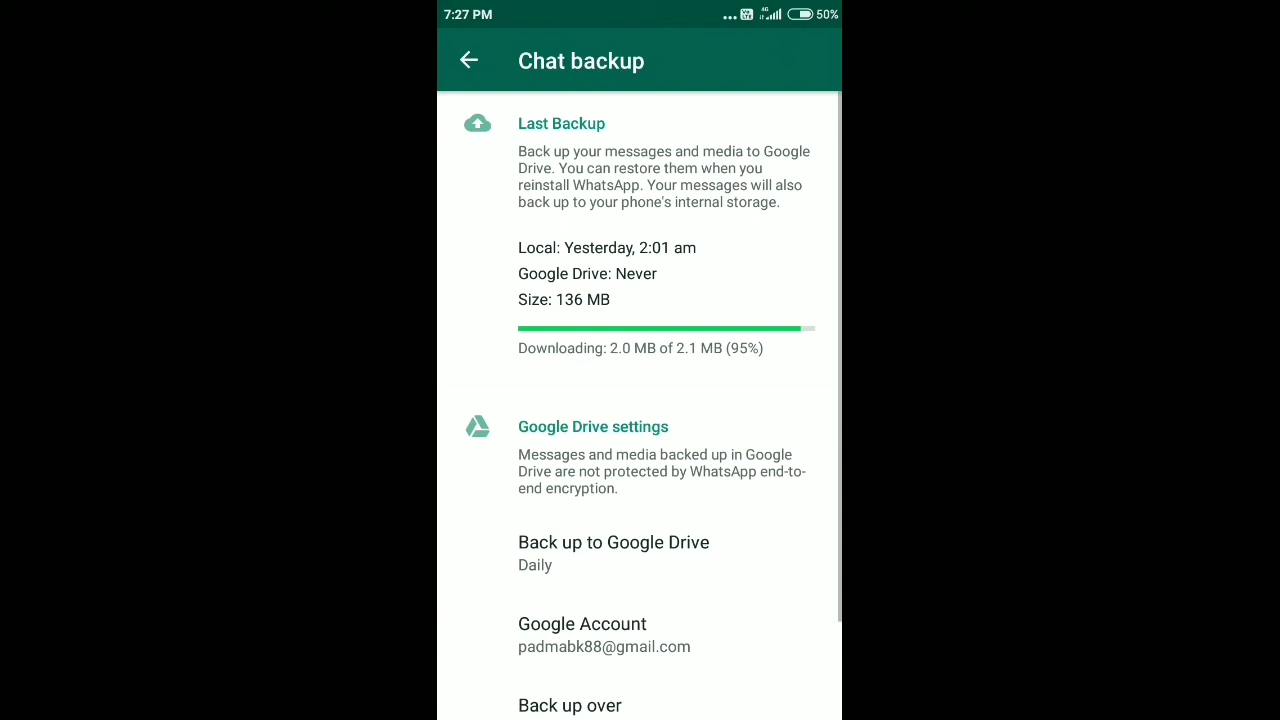 7:27 PM
4G
50%
Chat backup
Last Backup
Back up your messages and media to Google
Drive. You can restore them when you
reinstall WhatsApp. Your messages will also
back up to your phone's internal storage.
Local: Yesterday, 2:01 am
Google Drive: Never
Size: 136 MB
Downloading: 2.0 MB of 2.1 MB (95%)
Google Drive settings
Messages and media backed up in Google
Drive are not protected by WhatsApp end-to-
end encryption.
Back up to Google Drive
Daily
Google Account
padmabk88@gmail.com
Back up over